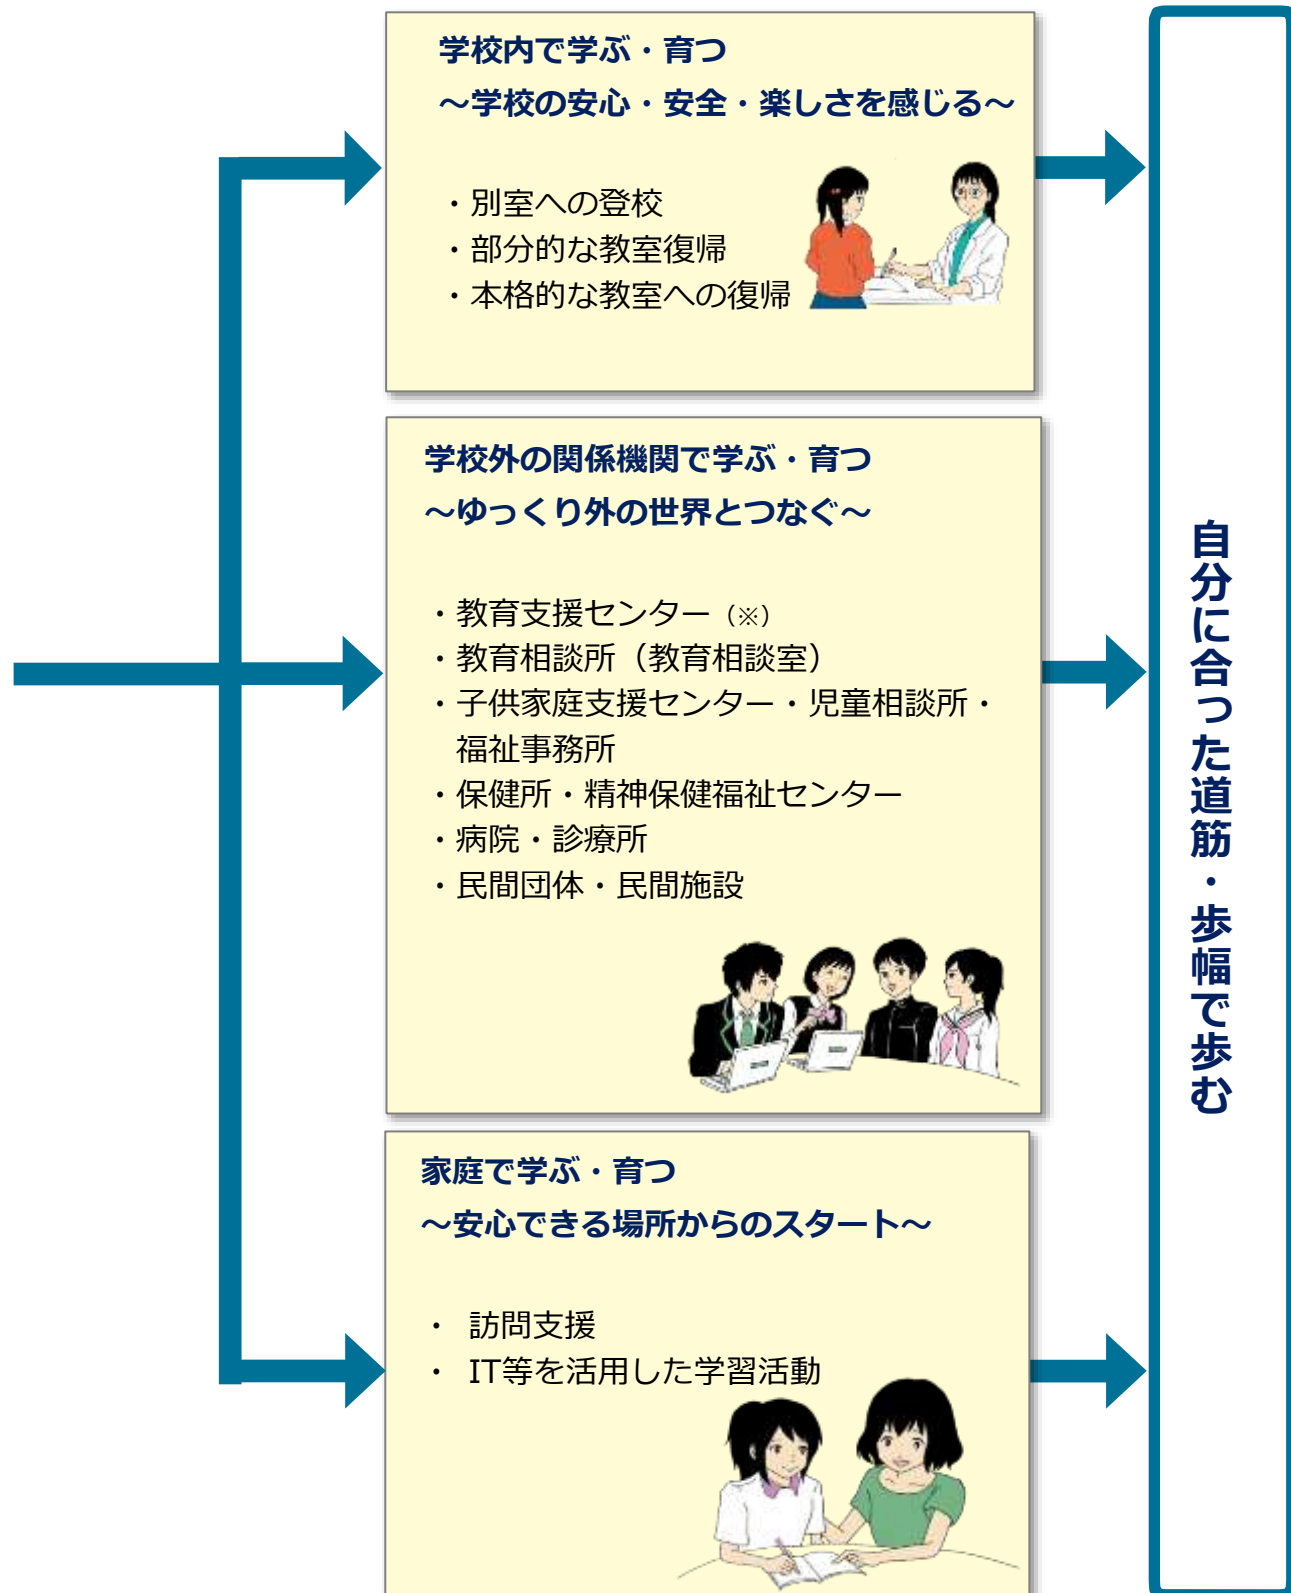 学校内で学ぶ・育つ
～学校の安心・安全・楽しさを感じる～
・別室への登校
・部分的な教室復帰
・本格的な教室への復帰
学校外の関係機関で学ぶ・育つ
～ゆっくり外の世界とつなぐ～
・教育支援センター（※）
・教育相談所（教育相談室）
・子供家庭支援センター・児童相談所・
福祉事務所
・保健所・精神保健福祉センター
・病院・診療所
・民間団体・民間施設
家庭で学ぶ・育つ
～安心できる場所からのスタート～
・ 訪問支援
・ IT等を活用した学習活動
自分に合った道筋・歩幅で歩む